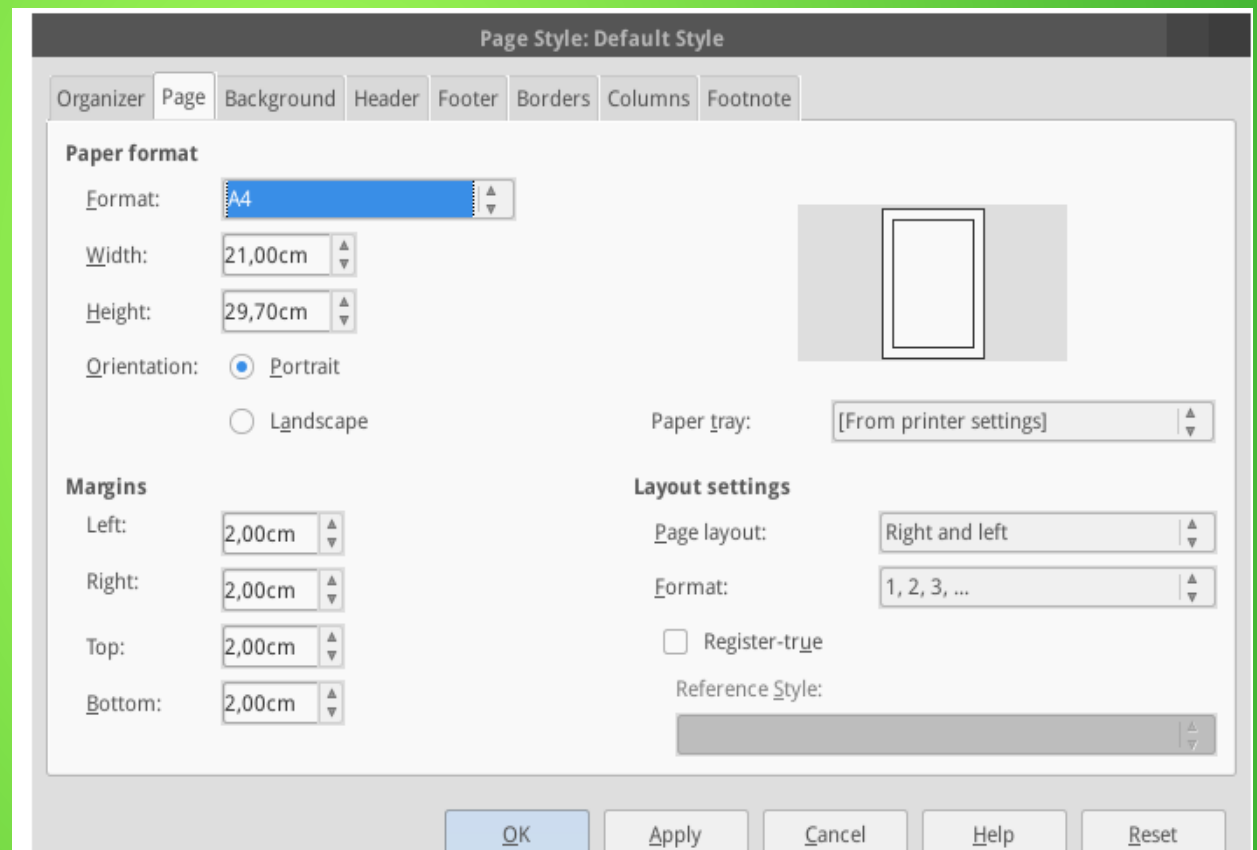 Page Style: Default Style
Organizer Page Background Header Footer Borders Columns Footnote
Paper format
Format: A4
Width: 21,00cm
Height: 29,70cm
Orientation: Portrait
Landscape
Paper tray: [From printer settings]
Margins
Left: 2,00cm
Right: 2,00cm
Top: 2,00cm
Bottom: 2,00cm
Layout settings
Page layout: Right and left
Format: 1, 2, 3, ...
Register-true
Reference Style:
OK Apply Cancel Help Reset